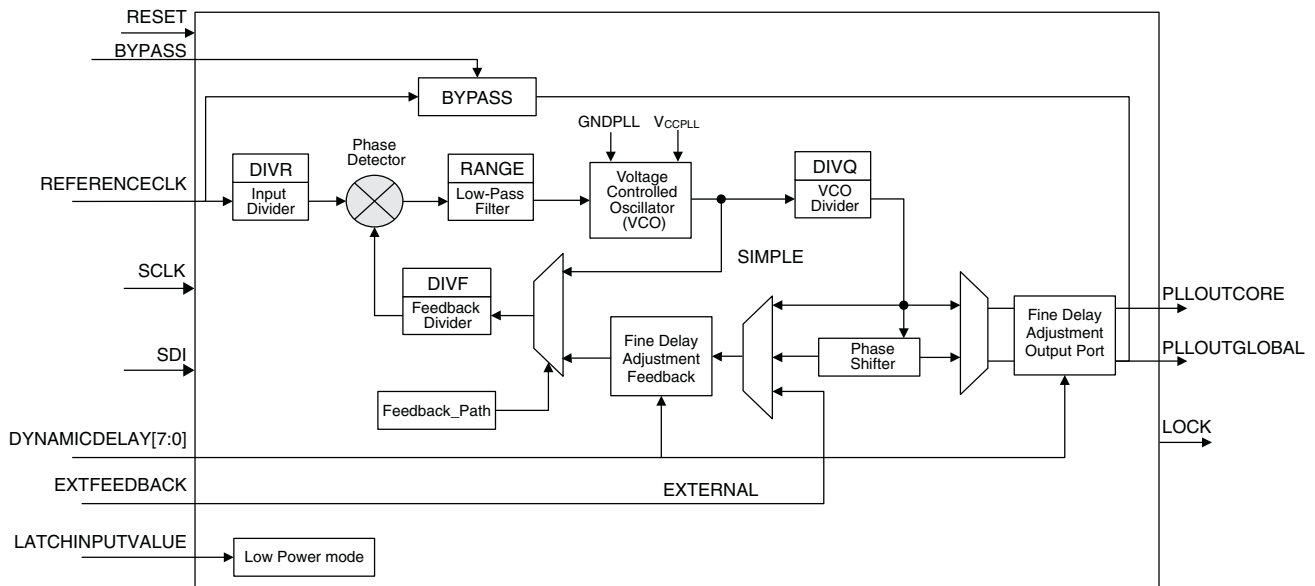 RESET
BYPASS
BYPASS
GNDPLL
VCCPLL
Phase
Detector
DIVR
Input
Divider
RANGE
Low-Pass
Filter
Voltage
Controlled
Oscillator
(VCO)
DIVQ
VCO
Divider
REFERENCECLK
SIMPLE
SCLK
DIVF
Feedback
Divider
PLLOUTCORE
Fine Delay
Adjustment
Output Port
Fine Delay
Adjustment
Feedback
Phase
Shifter
PLLOUTGLOBAL
SDI
Feedback_Path
DYNAMICDELAY[7:0]
LOCK
EXTFEEDBACK
EXTERNAL
LATCHINPUTVALUE
Low Power mode